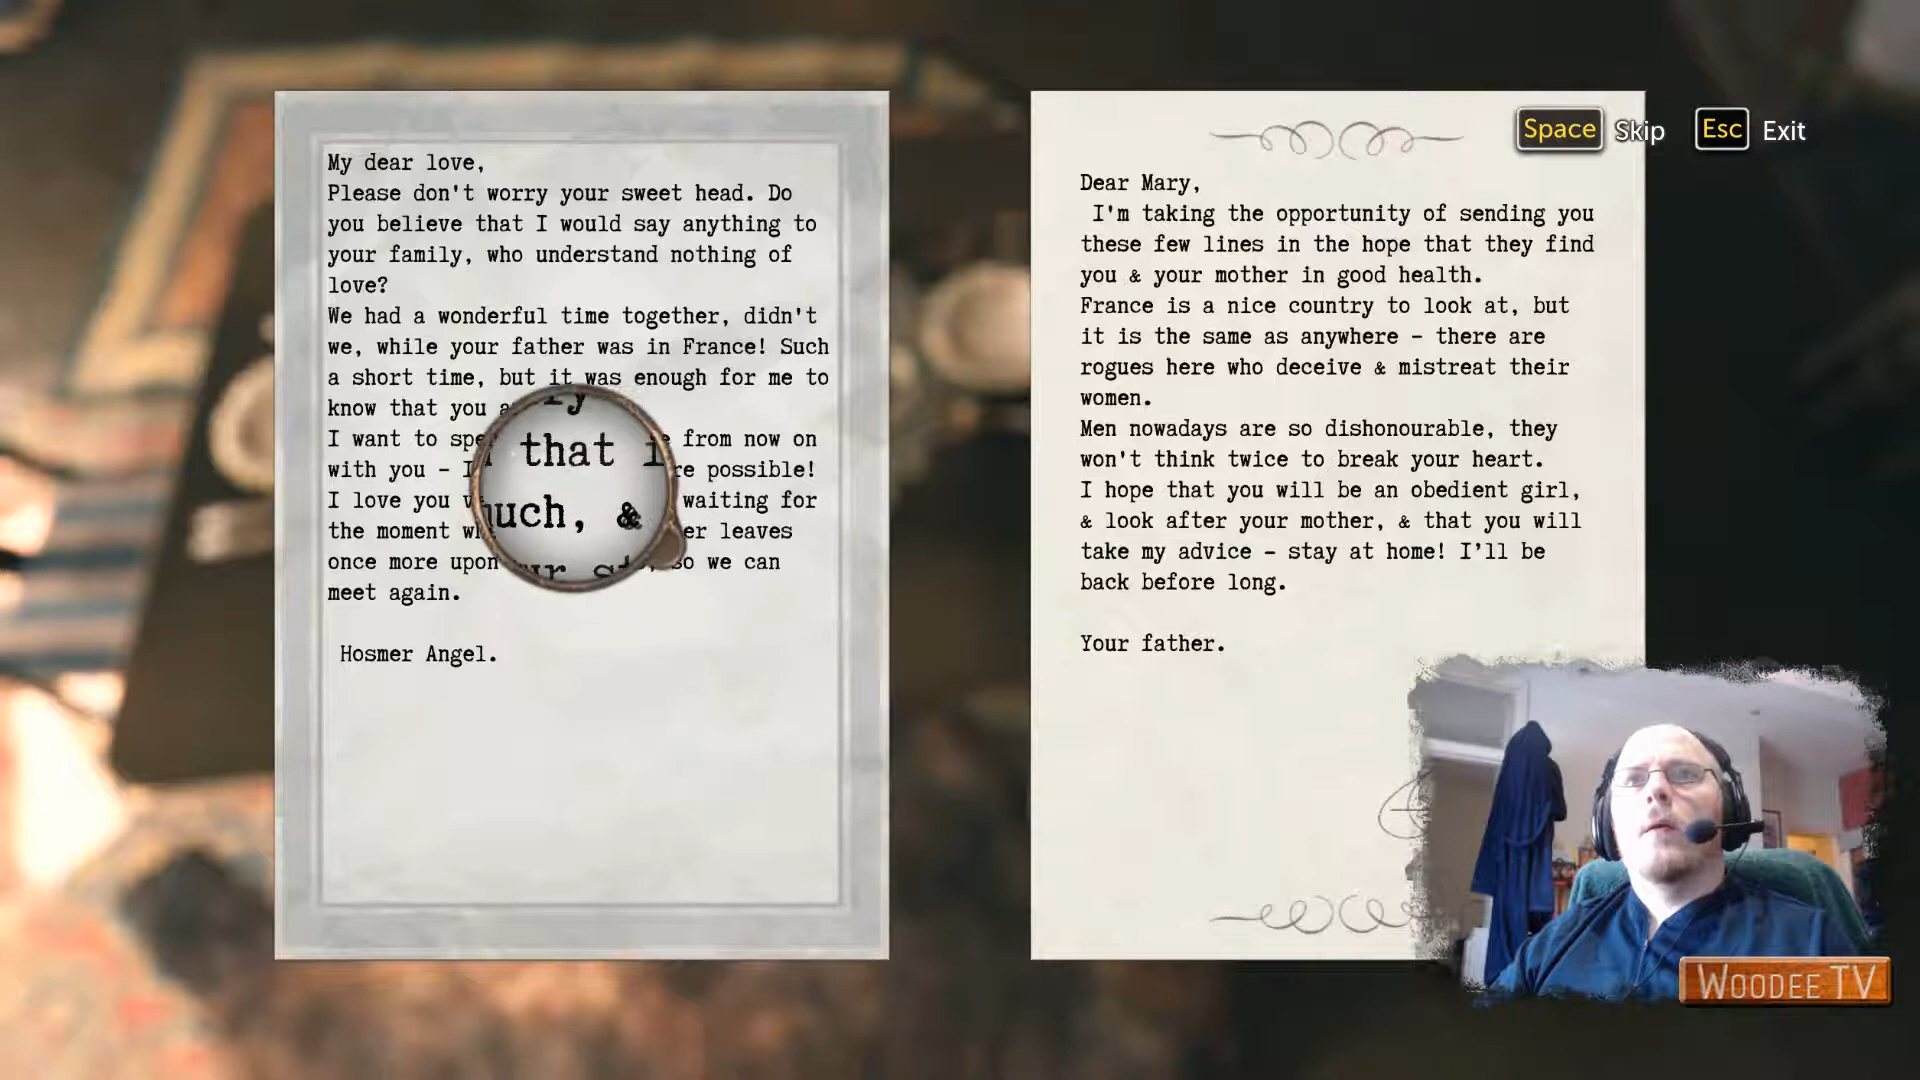 My dear love,
Please don't worry your sweet head. Do
you believe that I would say anything to
your family, who understand nothing of
love?
We had a wonderful time together, didn't
we, while your father was in France! Such
a short time, but it was enough for me to
know that you
I want to from now on
with you - possible!
I love you waiting for
the moment leaves
once more upon so we can
meet again.
Hosmer Angel.
that
&
Space Skip Esc Exit
Dear Mary,
I'm taking the opportunity of sending you
these few lines in the hope that they find
you & your mother in good health.
France is a nice country to look at, but
it is the same as anywhere - there are
rogues here who deceive & mistreat their
women.
Men nowadays are so dishonourable, they
won't think twice to break your heart.
I hope that you will be an obedient girl,
& look after your mother, & that you will
take my advice - stay at home! I'll be
back before long.
Your father.
WOODEE TV